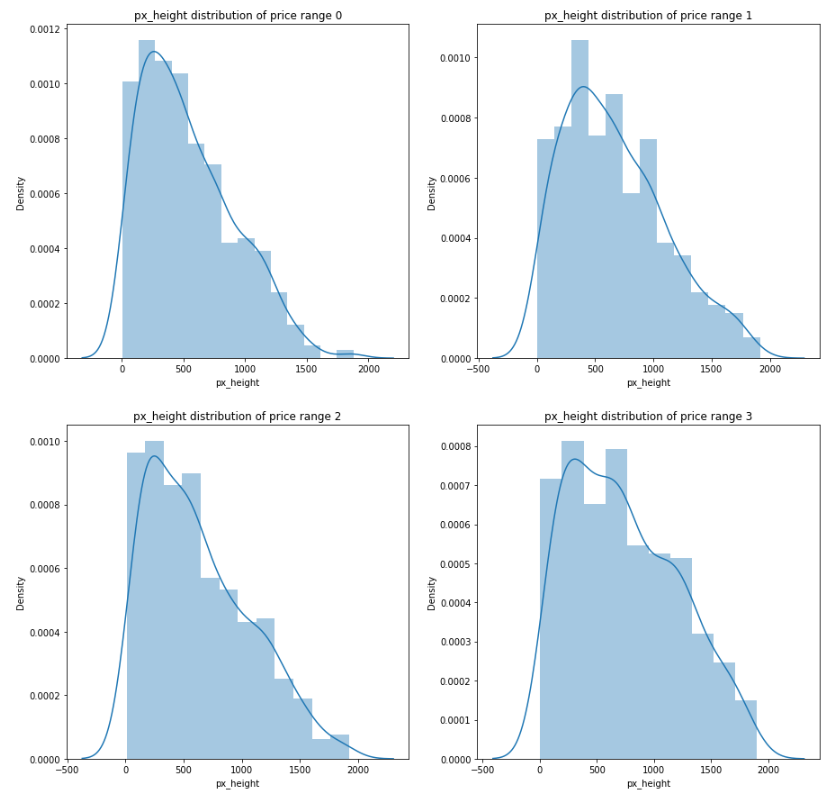 px_height distribution of price range 0
0.0012
0.0010
0.0008
0.0006
0.0004
0.0002
0.0000
Density
0 500 1000 1500 2000
px_height
px_height distribution of price range 1
0.0010
0.0008
0.0006
0.0004
0.0002
0.0000
Density
−500 0 500 1000 1500 2000
px_height
px_height distribution of price range 2
0.0010
0.0008
0.0006
0.0004
0.0002
0.0000
Density
−500 0 500 1000 1500 2000
px_height
px_height distribution of price range 3
0.0008
0.0007
0.0006
0.0005
0.0004
0.0003
0.0002
0.0001
0.0000
Density
−500 0 500 1000 1500 2000
px_height